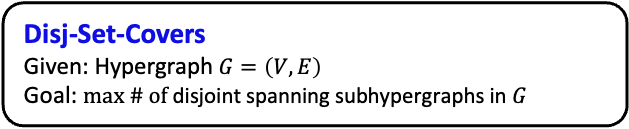 Disj-Set-Covers
Given: Hypergraph G = (V, E)
Goal: max # of disjoint spanning subhypergraphs in G